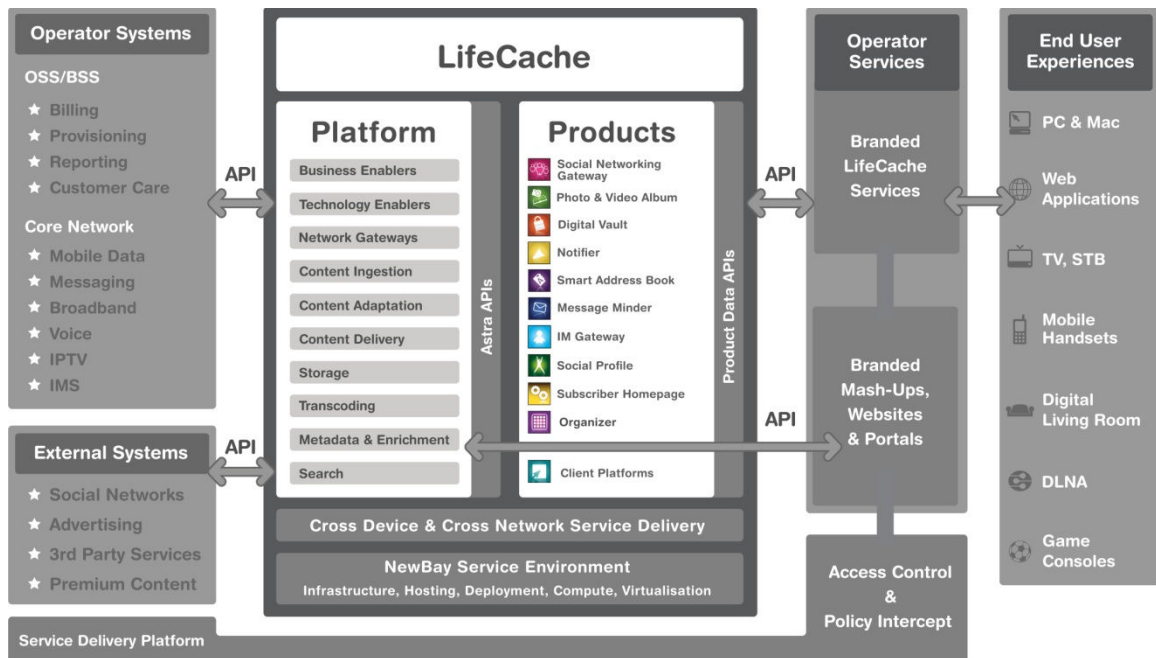 Operator Systems
OSS/BSS
Billing
Provisioning
Reporting
Customer Care
Core Network
Mobile Data
Messaging
Broadband
Voice
IPTV
IMS
External Systems
Social Networks
Advertising
3rd Party Services
Premium Content
Service Delivery Platform
API
API
LifeCache
Platform
Business Enablers
Technology Enablers
Network Gateways
Content Ingestion
Content Adaptation
Content Delivery
Storage
Transcoding
Metadata & Enrichment
Search
Astra APIs
Products
Social Networking
Gateway
Photo & Video Album
Digital Vault
Notifier
Smart Address Book
Message Minder
IM Gateway
Social Profile
Subscriber Homepage
Organizer
Client Platforms
Product Data APIs
Cross Device & Cross Network Service Delivery
NewBay Service Environment
Infrastructure, Hosting, Deployment, Compute, Virtualisation
API
API
Operator
Services
Branded
LifeCache
Services
Branded
Mash-Ups,
Websites
& Portals
Access Control
&
Policy Intercept
End User
Experiences
PC & Mac
Web
Applications
TV, STB
Mobile
Handsets
Digital
Living Room
DLNA
Game
Consoles